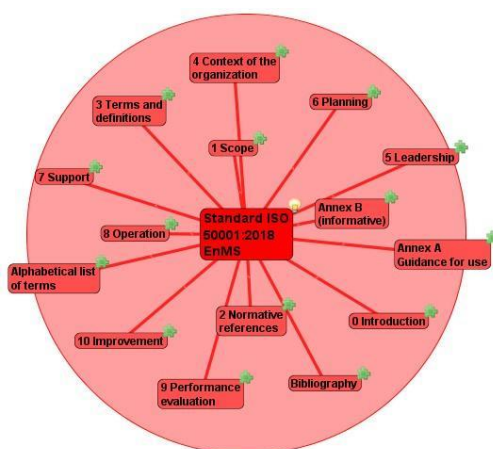 4 Context of the
organization
6 Planning
3 Terms and
definitions
1 Scope
5 Leadership
7 Support
Annex B
(informative)
Standard ISO
50001:2018
EnMS
8 Operation
Annex A
Guidance for use
Alphabetical list
of terms
2 Normative
references
0 Introduction
10 Improvement
9 Performance
evaluation
Bibliography